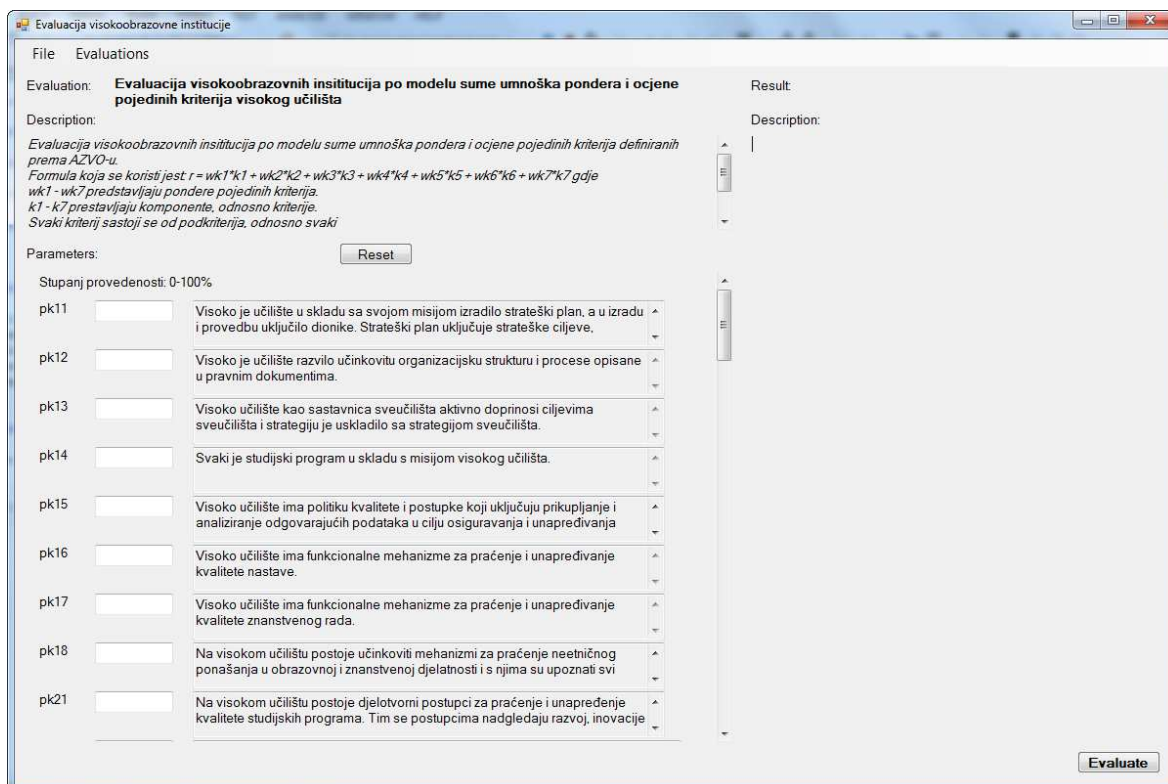 Evaluacija visokoobrazovne institucije
File Evaluations
Evaluation: Evaluacija visokoobrazovnih insititucija po modelu sume umnoška pondera i ocjene
pojedinih kriterija visokog učilišta
Result:
Description:
Description:
Evaluacija visokoobrazovnih insititucija po modelu sume umnoška pondera i ocjene pojedinih kriterija definiranih
prema AZVO-u.
Formula koja se koristi jest: r = wk1*k1 + wk2*k2 + wk3*k3 + wk4*k4 + wk5*k5 + wk6*k6 + wk7*k7 gdje
wk1 - wk7 predstavljaju pondere pojedinih kriterija.
k1 - k7 prestavljaju komponente, odnosno kriterije.
Svaki kriterij sastoji se od podkriterija, odnosno svaki
Parameters: Reset
Stupanj provedenosti: 0-100%
pk11 Visoko je učilište u skladu sa svojom misijom izradilo strateški plan, a u izradu
i provedbu uključilo dionike. Strateški plan uključuje strateške ciljeve,
pk12 Visoko je učilište razvilo učinkovitu organizacijsku strukturu i procese opisane
u pravnim dokumentima.
pk13 Visoko učilište kao sastavnica sveučilišta aktivno doprinosi ciljevima
sveučilišta i strategiju je uskladilo sa strategijom sveučilišta.
pk14 Svaki je studijski program u skladu s misijom visokog učilišta.
pk15 Visoko učilište ima politiku kvalitete i postupke koji uključuju prikupljanje i
analiziranje odgovarajućih podataka u cilju osiguravanja i unapređivanja
pk16 Visoko učilište ima funkcionalne mehanizme za praćenje i unapređivanje
kvalitete nastave.
pk17 Visoko učilište ima funkcionalne mehanizme za praćenje i unapređivanje
kvalitete znanstvenog rada.
pk18 Na visokom učilištu postoje učinkoviti mehanizmi za praćenje neetničnog
ponašanja u obrazovnoj i znanstvenoj djelatnosti i s njima su upoznati svi
pk21 Na visokom učilištu postoje djelotvorni postupci za praćenje i unapređenje
kvalitete studijskih programa. Tim se postupcima nadgledaju razvoj, inovacije
Evaluate